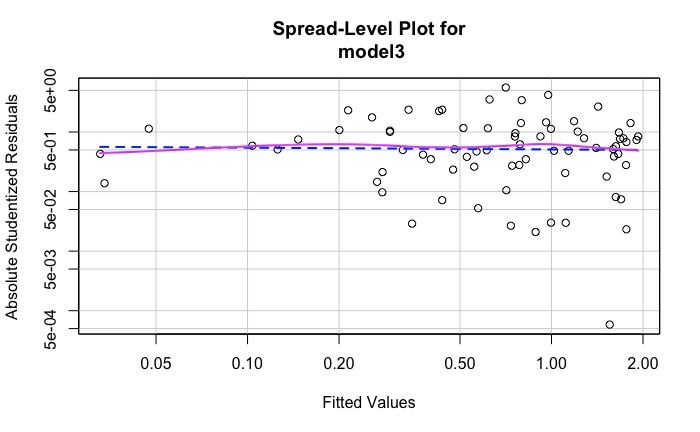 Spread-Level Plot for
model3
Absolute Studentized Residuals
5e+00
5e-01
5e-02
5e-03
5e-04
0.05 0.10 0.20 0.50 1.00 2.00
Fitted Values